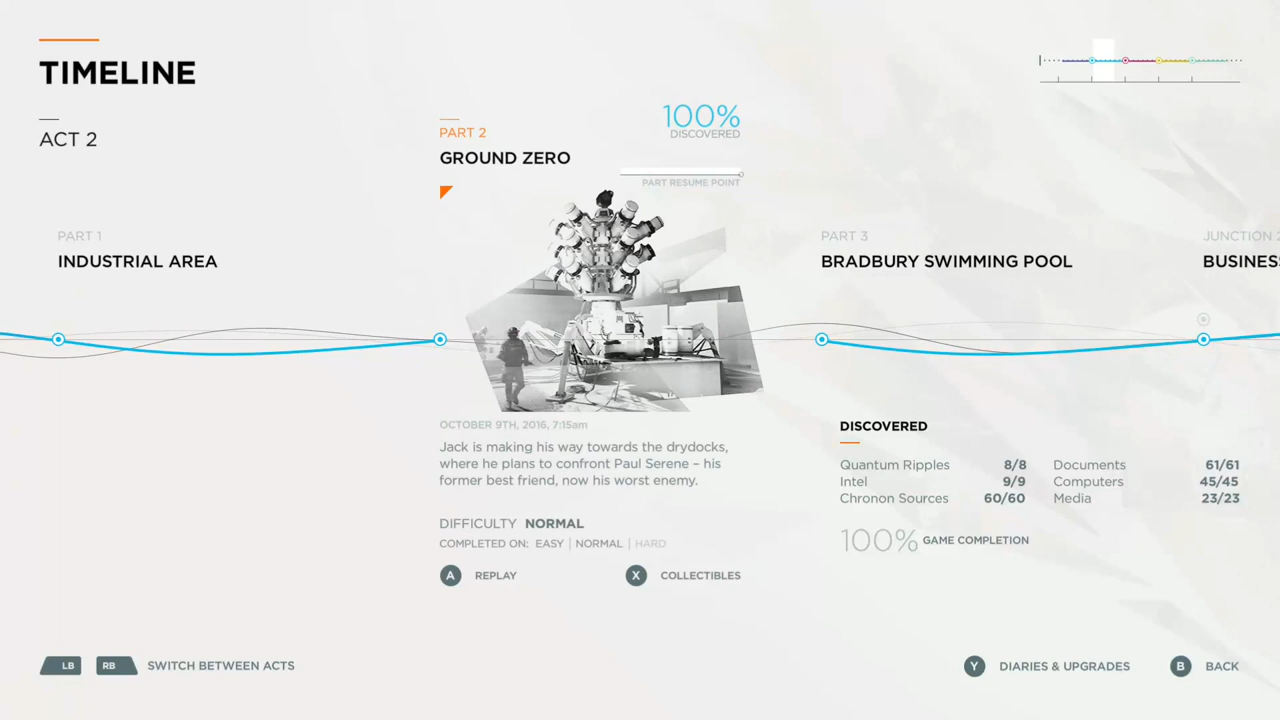 TIMELINE
ACT 2
PART 1
INDUSTRIAL AREA
PART 2
GROUND ZERO
100%
DISCOVERED
PART RESUME POINT
OCTOBER 9TH, 2016, 7:15am
Jack is making his way towards the drydocks,
where he plans to confront Paul Serene – his
former best friend, now his worst enemy.
DIFFICULTY NORMAL
COMPLETED ON: EASY | NORMAL | HARD
A REPLAY
X COLLECTIBLES
PART 3
BRADBURY SWIMMING POOL
JUNCTION 2
BUSINES
DISCOVERED
Quantum Ripples 8/8 Documents 61/61
Intel 9/9 Computers 45/45
Chronon Sources 60/60 Media 23/23
100% GAME COMPLETION
LB RB SWITCH BETWEEN ACTS
Y DIARIES & UPGRADES
B BACK